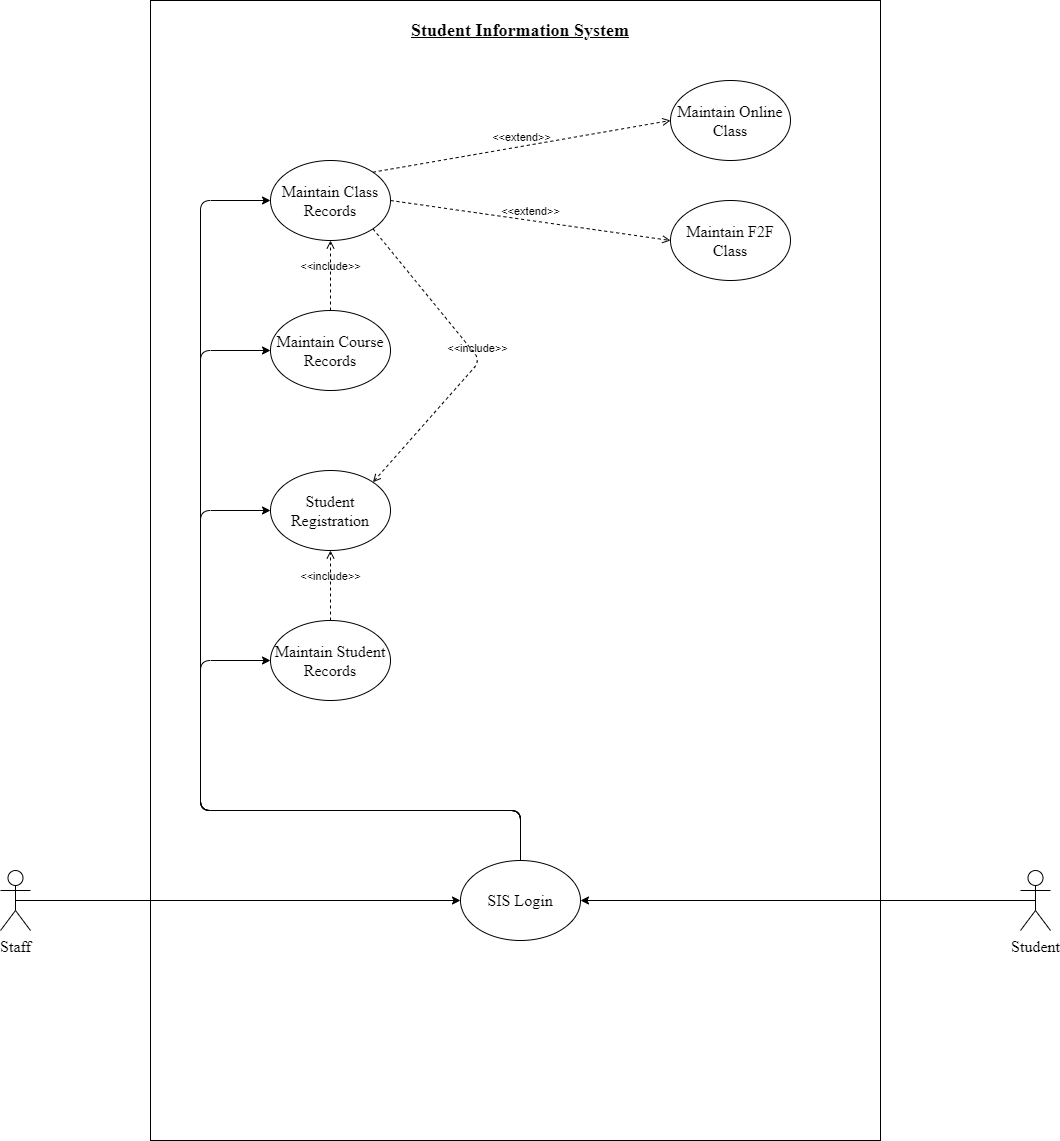 Student Information System
Maintain Online
Class
<<extend>>
Maintain Class
Records
<<extend>>
Maintain F2F
Class
<<include>>
Maintain Course
Records
<<include>>
Student
Registration
<<include>>
Maintain Student
Records
SIS Login
Staff
Student